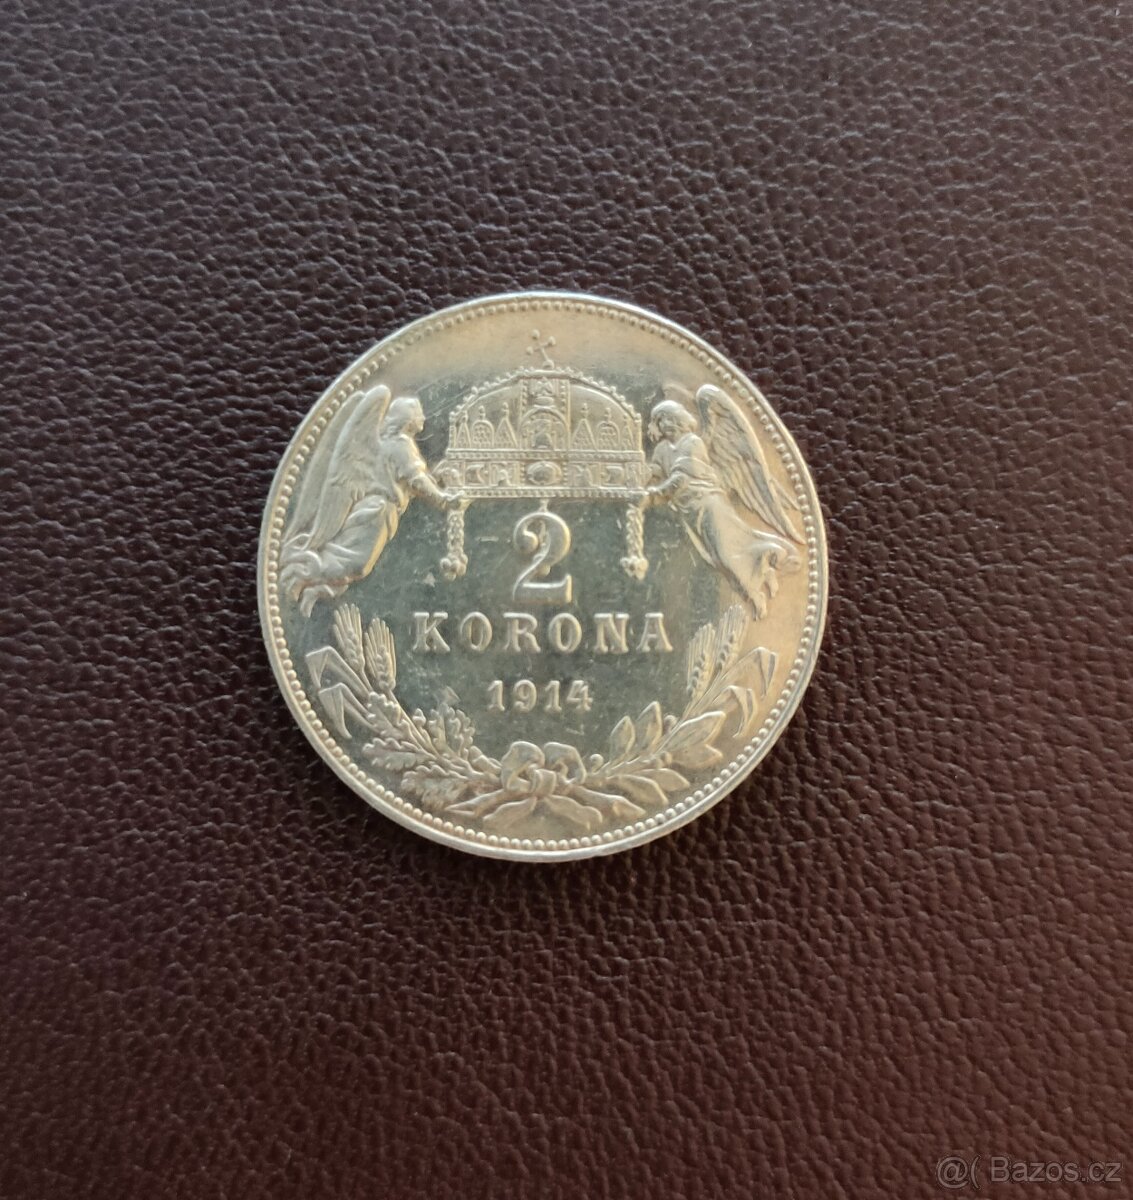 2
KORONA
1914
@( Bazos.cz